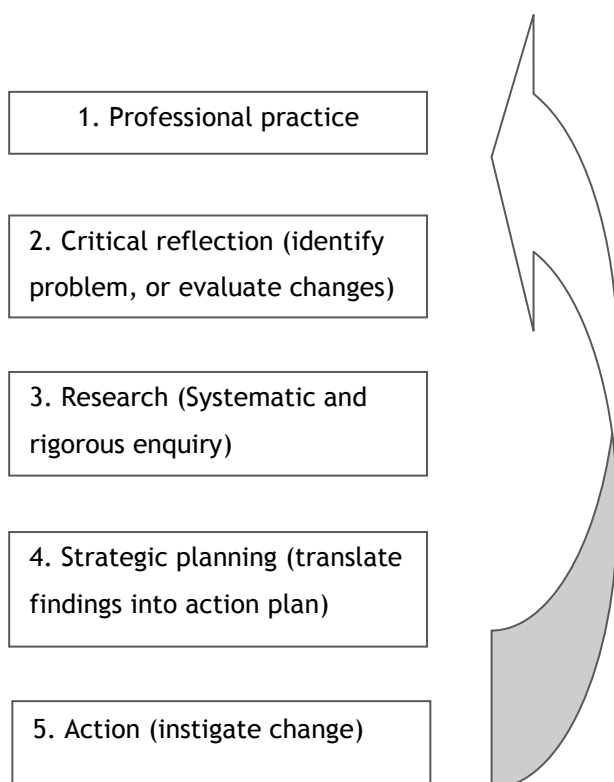 1. Professional practice
2. Critical reflection (identify
problem, or evaluate changes)
3. Research (Systematic and
rigorous enquiry)
4. Strategic planning (translate
findings into action plan)
5. Action (instigate change)